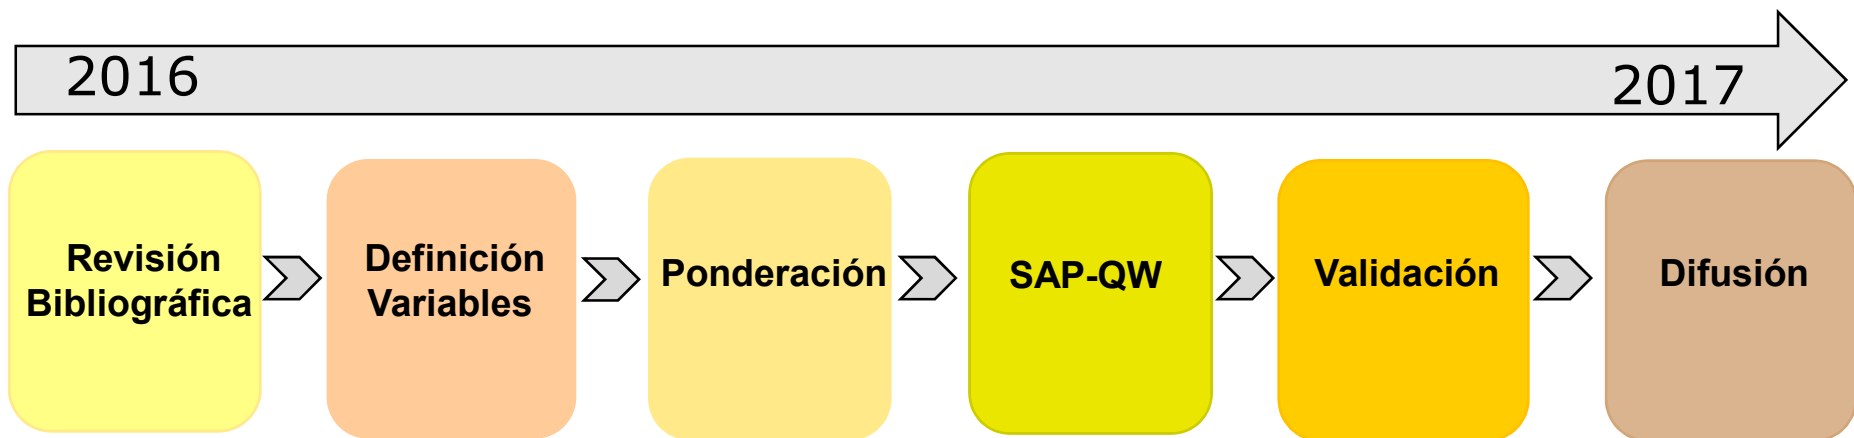 2016
2017
Revisión
Bibliográfica
Definición
Variables
Ponderación
SAP-QW
Validación
Difusión